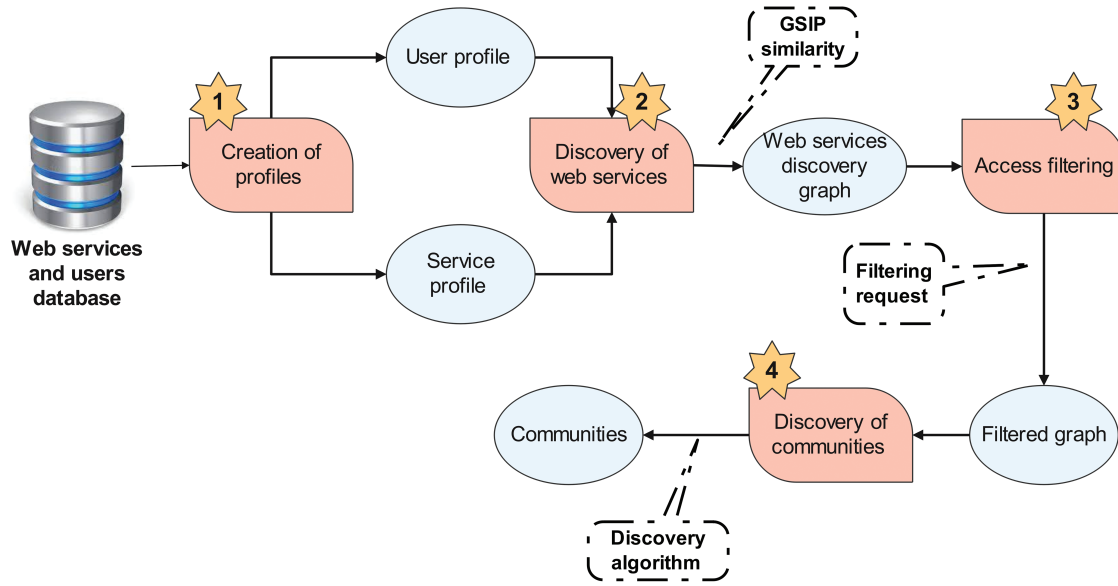 Web services
and users
database
1
Creation of
profiles
User profile
Service
profile
2
Discovery of
web services
GSIP
similarity
Web services
discovery
graph
3
Access filtering
Filtering
request
Filtered graph
4
Discovery of
communities
Discovery
algorithm
Communities